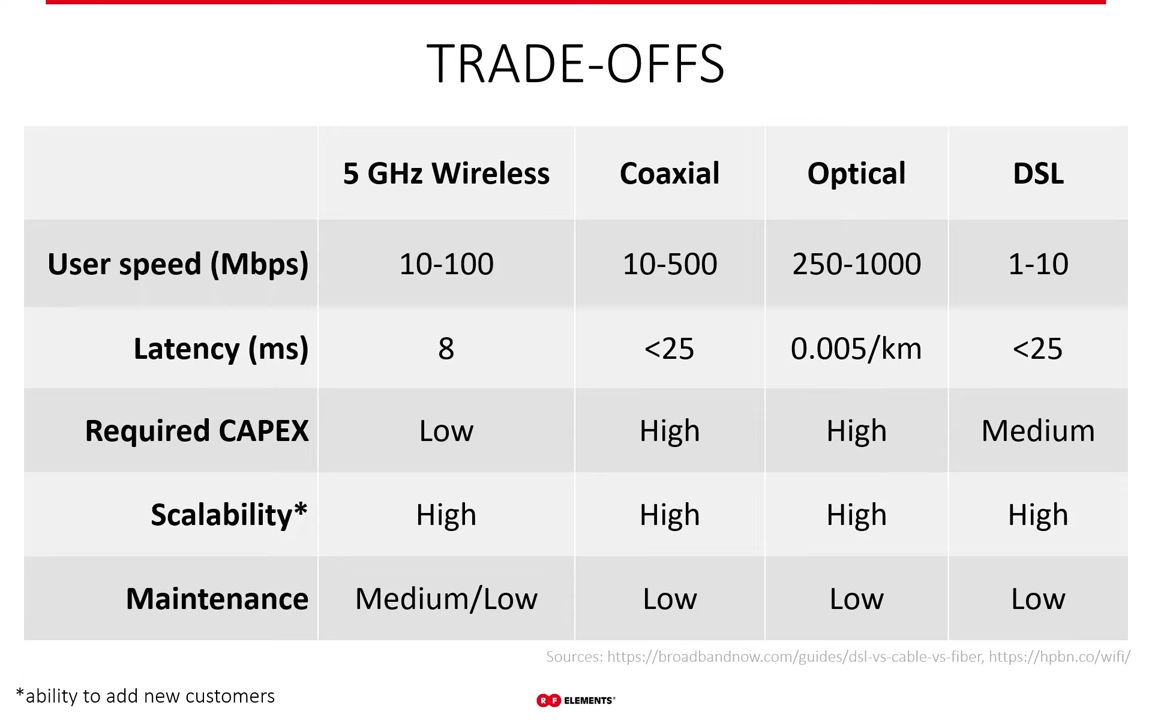 TRADE-OFFS
5 GHz Wireless Coaxial Optical DSL
User speed (Mbps) 10-100 10-500 250-1000 1-10
Latency (ms) 8 <25 0.005/km <25
Required CAPEX Low High High Medium
Scalability* High High High High
Maintenance Medium/Low Low Low Low
Sources: https://broadbandnow.com/guides/dsl-vs-cable-vs-fiber, https://hpbn.co/wifi/
*ability to add new customers
RF ELEMENTS